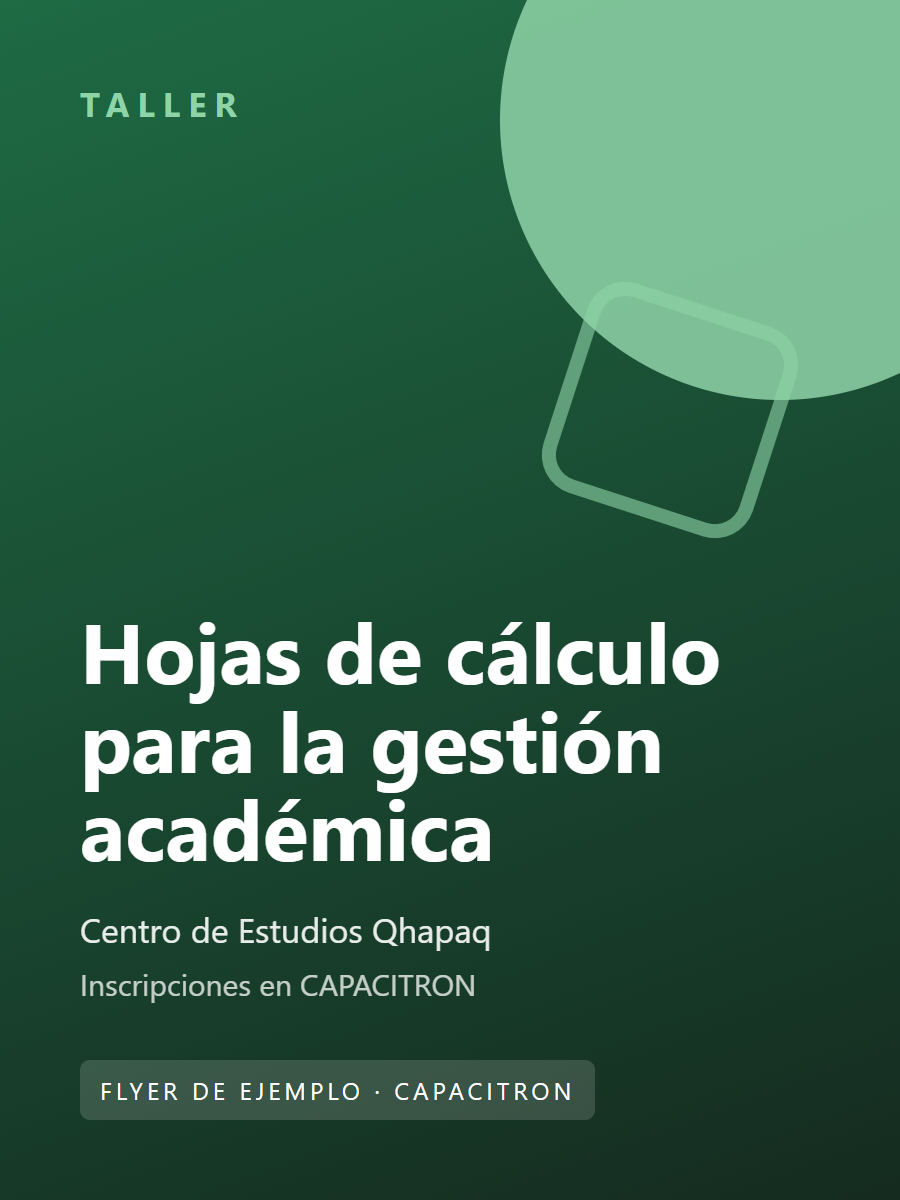 TALLER
Hojas de cálculo
para la gestión
académica
Centro de Estudios Qhapaq
Inscripciones en CAPACITRON
FLYER DE EJEMPLO · CAPACITRON